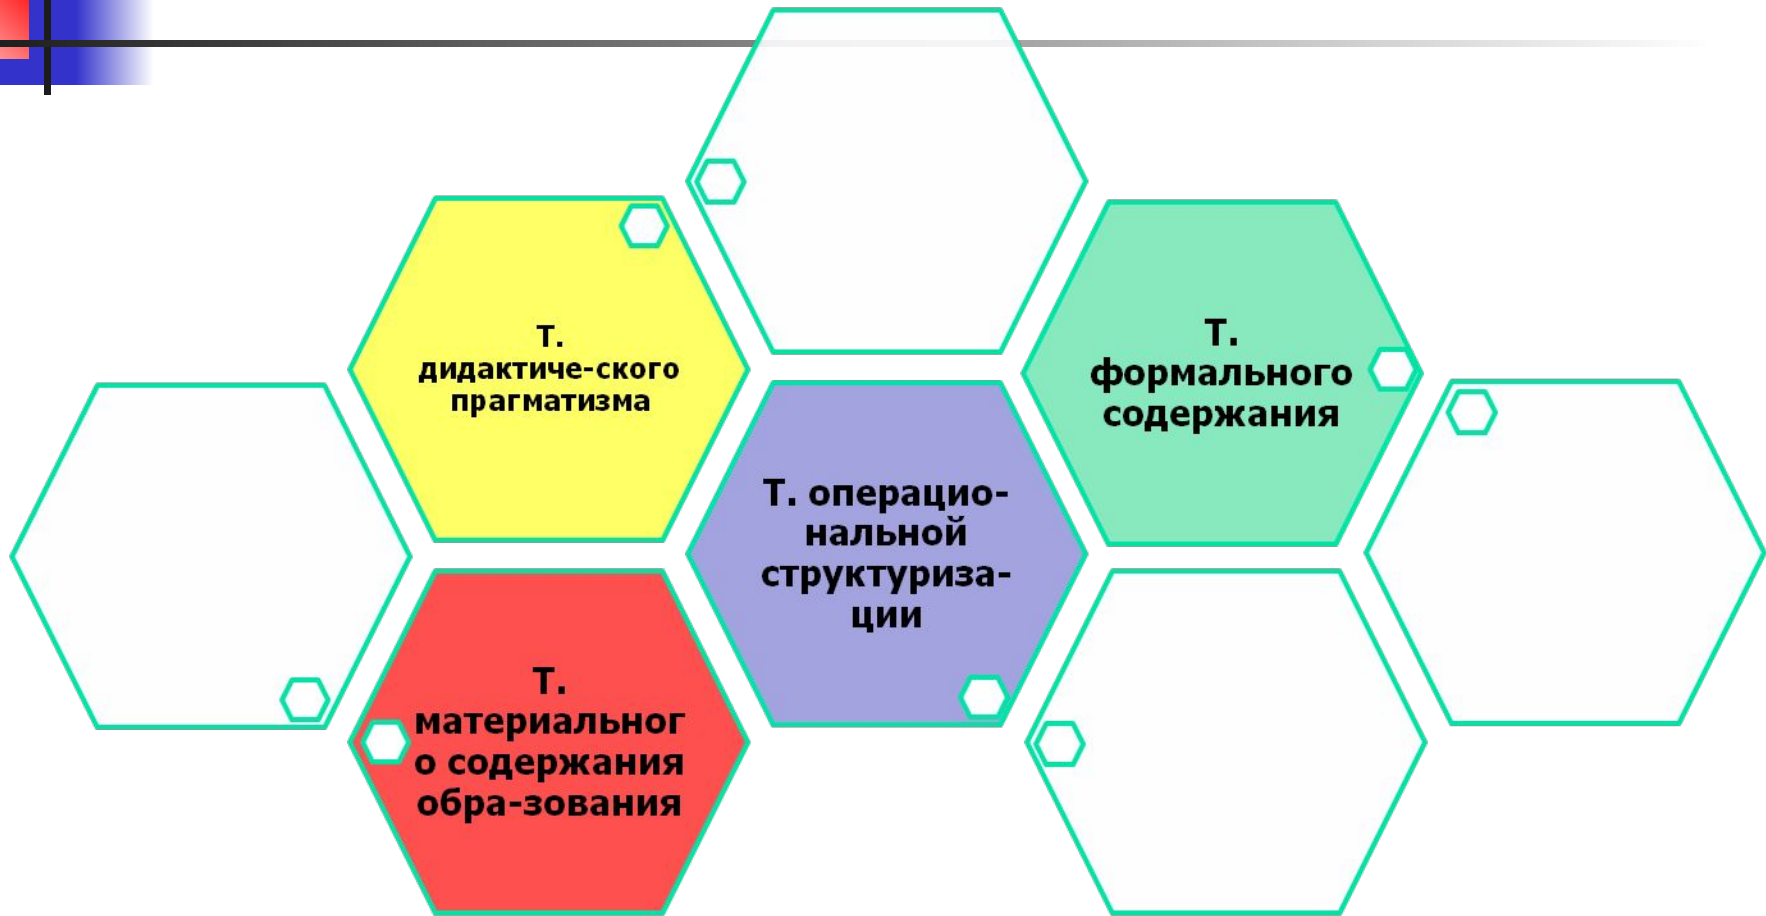 Т.
дидактиче-ского
прагматизма
Т.
формального
содержания
Т. операцио-
нальной
структуриза-
ции
Т.
материальног
о содержания
обра-зования